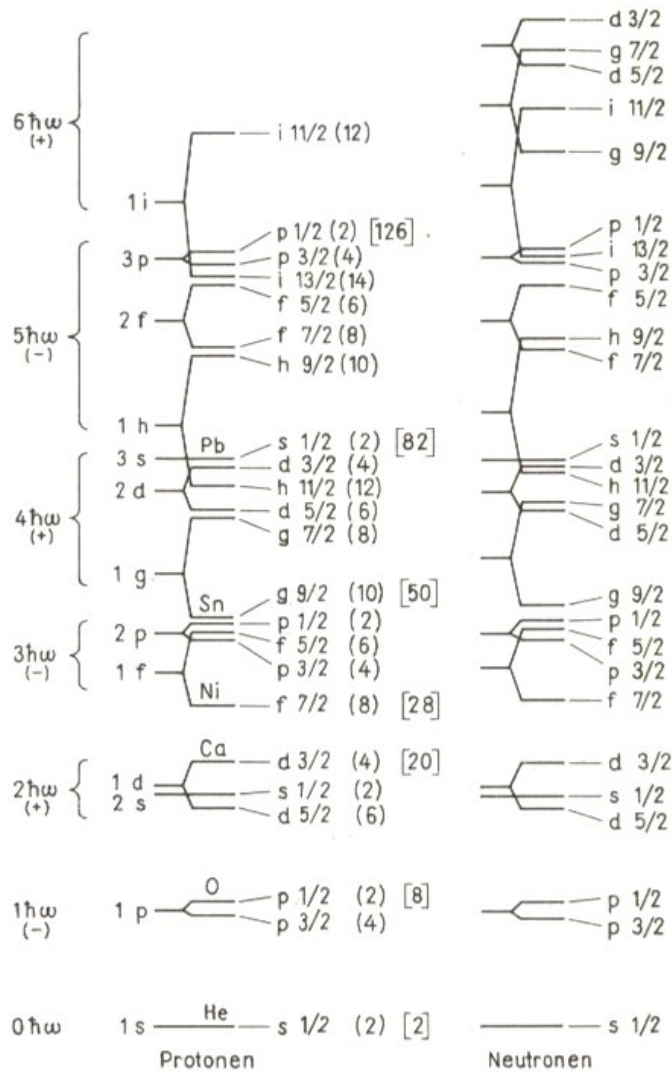 d 3/2
g 7/2
d 5/2
6ħω
(+)
i 11/2 (12)
i 11/2
g 9/2
1 i
p 1/2 (2) [126]
p 1/2
3 p
p 3/2 (4)
i 13/2
i 13/2 (14)
p 3/2
5ħω
(-)
2 f
f 5/2 (6)
f 5/2
f 7/2 (8)
h 9/2
h 9/2 (10)
f 7/2
1 h
Pb
3 s
s 1/2 (2) [82]
s 1/2
d 3/2 (4)
d 3/2
2 d
h 11/2 (12)
h 11/2
4ħω
(+)
d 5/2 (6)
g 7/2
g 7/2 (8)
d 5/2
1 g
Sn
g 9/2 (10) [50]
g 9/2
2 p
p 1/2 (2)
p 1/2
3ħω
(-)
f 5/2 (6)
f 5/2
1 f
p 3/2 (4)
p 3/2
Ni
f 7/2 (8) [28]
f 7/2
Ca
d 3/2 (4) [20]
d 3/2
2ħω
(+)
1 d
2 s
s 1/2 (2)
s 1/2
d 5/2 (6)
d 5/2
O
1ħω
(-)
1 p
p 1/2 (2) [8]
p 1/2
p 3/2 (4)
p 3/2
He
0ħω
1 s
s 1/2 (2) [2]
s 1/2
Protonen
Neutronen